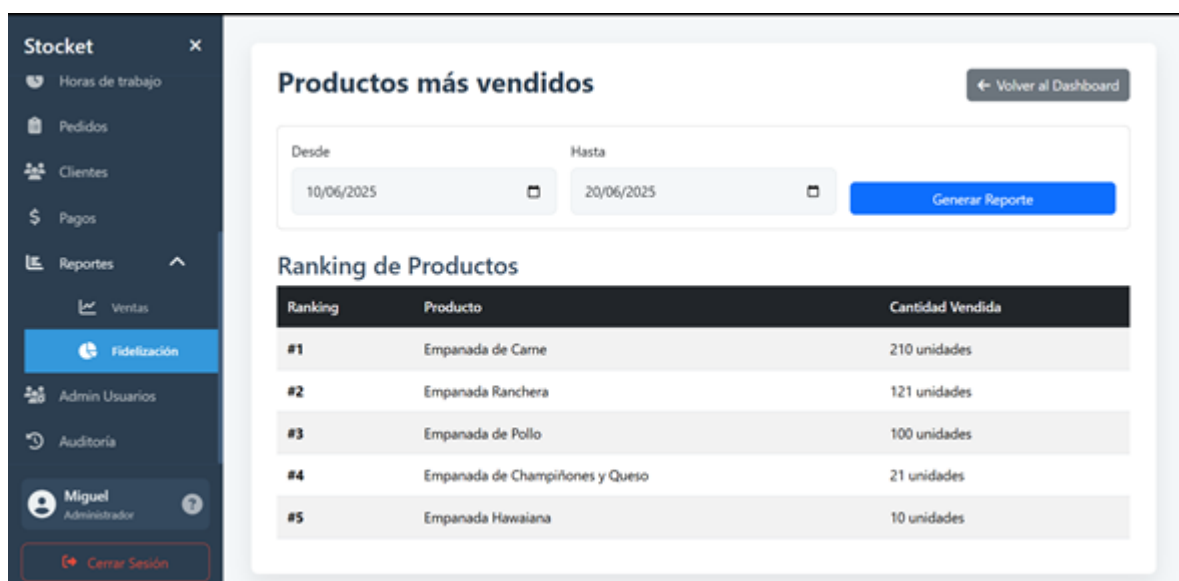 Stocket ×
Horas de trabajo
Pedidos
Clientes
$ Pagos
Reportes
Ventas
Fidelización
Admin Usuarios
Auditoría
Miguel
Administrador
?
Cerrar Sesión
Productos más vendidos
← Volver al Dashboard
Desde Hasta
10/06/2025 20/06/2025 Generar Reporte
Ranking de Productos
Ranking Producto Cantidad Vendida
#1 Empanada de Carne 210 unidades
#2 Empanada Ranchera 121 unidades
#3 Empanada de Pollo 100 unidades
#4 Empanada de Champiñones y Queso 21 unidades
#5 Empanada Hawaiana 10 unidades